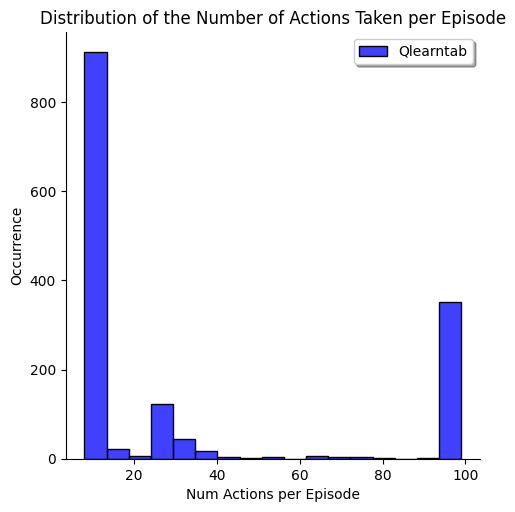 Distribution of the Number of Actions Taken per Episode
Qlearntab
800
600
400
200
0
Occurrence
20 40 60 80 100
Num Actions per Episode